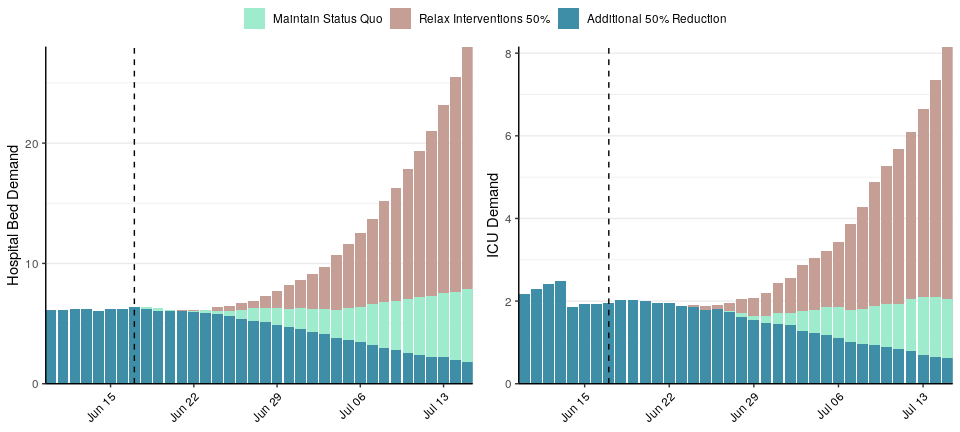 Maintain Status Quo Relax Interventions 50% Additional 50% Reduction
Hospital Bed Demand
20
10
0
Jun 15 Jun 22 Jun 29 Jul 06 Jul 13
ICU Demand
8
6
4
2
0
Jun 15 Jun 22 Jun 29 Jul 06 Jul 13